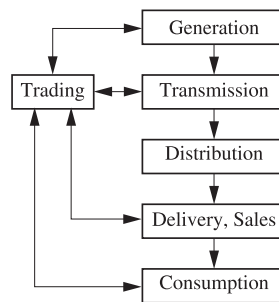 Generation
Trading
Transmission
Distribution
Delivery, Sales
Consumption